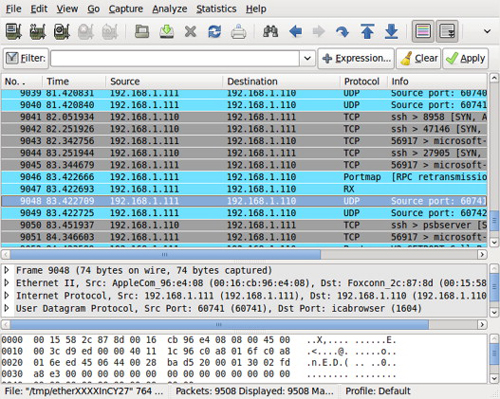 File Edit View Go Capture Analyze Statistics Help
Filter: Expression... Clear Apply
No. . Time Source Destination Protocol Info
9039 81.420831 192.168.1.111 192.168.1.110 UDP Source port: 60740
9040 81.420840 192.168.1.111 192.168.1.110 UDP Source port: 60741
9041 82.051934 192.168.1.111 192.168.1.110 TCP ssh > 8958 [SYN, A
9042 82.251926 192.168.1.111 192.168.1.110 TCP ssh > 47146 [SYN,
9043 82.342756 192.168.1.111 192.168.1.110 TCP 56917 > microsoft-
9044 83.251944 192.168.1.111 192.168.1.110 TCP ssh > 27905 [SYN,
9045 83.344679 192.168.1.111 192.168.1.110 TCP 56917 > microsoft-
9046 83.422666 192.168.1.111 192.168.1.110 Portmap [RPC retransmissio
9047 83.422693 192.168.1.111 192.168.1.110 RX
9048 83.422709 192.168.1.111 192.168.1.110 UDP Source port: 60741
9049 83.422725 192.168.1.111 192.168.1.110 UDP Source port: 60742
9050 83.451937 192.168.1.111 192.168.1.110 TCP ssh > psbserver [S
9051 84.346603 192.168.1.111 192.168.1.110 TCP 56917 > microsoft-
Frame 9048 (74 bytes on wire, 74 bytes captured)
Ethernet II, Src: AppleCom_96:e4:08 (00:16:cb:96:e4:08), Dst: Foxconn_2c:87:8d (00:15:58
Internet Protocol, Src: 192.168.1.111 (192.168.1.111), Dst: 192.168.1.110 (192.168.1.110)
User Datagram Protocol, Src Port: 60741 (60741), Dst Port: icabrowser (1604)
0000 00 15 58 2c 87 8d 00 16 cb 96 e4 08 08 00 45 00 ..X,.... ......E.
0010 00 3c d9 ed 00 00 40 11 1c 96 c0 a8 01 6f c0 a8 .<....@. .....o..
0020 01 6e ed 45 06 44 00 28 ba d5 20 00 01 30 02 fd .n.E.D.( .. ..0..
0030 a8 e3 00 00 00 00 00 00 00 00 00 00 00 00 00 00 ........ ........
File: "/tmp/etherXXXXInCY27" 764 ... Packets: 9508 Displayed: 9508 Ma... Profile: Default